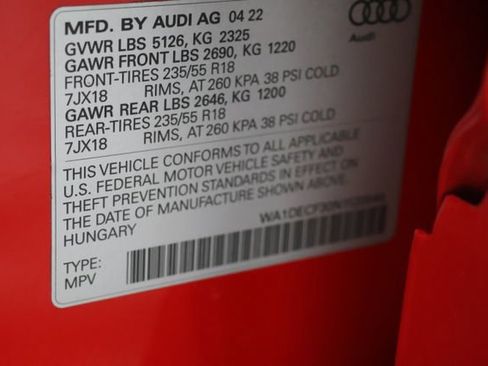 MFD. BY AUDI AG 04 22
GVWR LBS 5126, KG 2325
GAWR FRONT LBS 2690, KG 1220
FRONT-TIRES 235/55 R18
7JX18 RIMS, AT 260 KPA 38 PSI COLD
GAWR REAR LBS 2646, KG 1200
REAR-TIRES 235/55 R18
7JX18 RIMS, AT 260 KPA 38 PSI COLD
THIS VEHICLE CONFORMS TO ALL APPLICABLE
U.S. FEDERAL MOTOR VEHICLE SAFETY AND
THEFT PREVENTION STANDARDS IN EFFECT ON
THE DATE OF MANUFACTURE SHOWN ABOVE.
HUNGARY
TYPE:
MPV
Audi